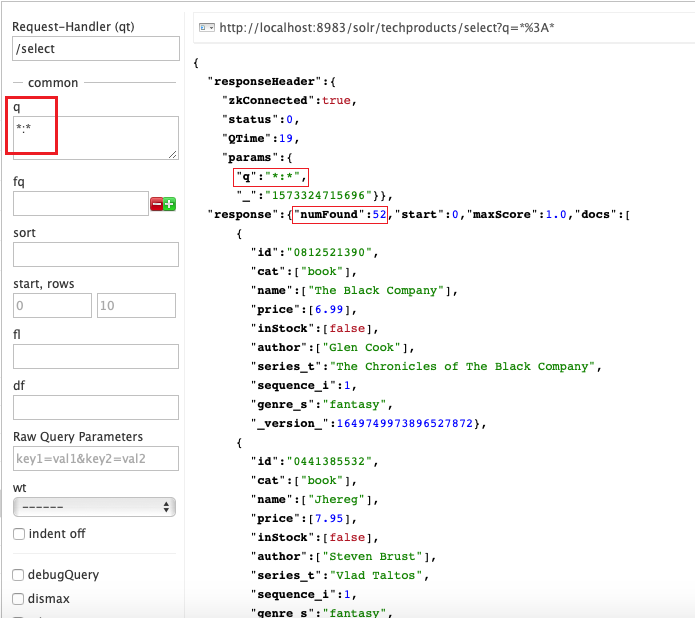 Request-Handler (qt)
/select
common
q
*:*
fq
sort
start, rows
0 10
fl
df
Raw Query Parameters
key1=val1&key2=val2
wt
------
indent off
debugQuery
dismax
http://localhost:8983/solr/techproducts/select?q=*%3A*
{
"responseHeader":{
"zkConnected":true,
"status":0,
"QTime":19,
"params":{
"q":"*:*",
"_":"1573324715696"}},
"response":{"numFound":52,"start":0,"maxScore":1.0,"docs":[
{
"id":"0812521390",
"cat":["book"],
"name":["The Black Company"],
"price":[6.99],
"inStock":[false],
"author":["Glen Cook"],
"series_t":"The Chronicles of The Black Company",
"sequence_i":1,
"genre_s":"fantasy",
"_version_":1649749973896527872},
{
"id":"0441385532",
"cat":["book"],
"name":["Jhereg"],
"price":[7.95],
"inStock":[false],
"author":["Steven Brust"],
"series_t":"Vlad Taltos",
"sequence_i":1,
"genre_s":"fantasy",